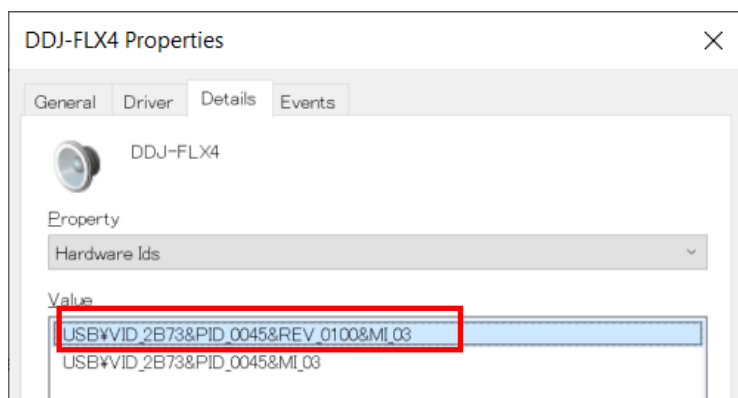 DDJ-FLX4 Properties
General Driver Details Events
DDJ-FLX4
Property
Hardware Ids
Value
USB¥VID_2B73&PID_0045&REV_0100&MI_03
USB¥VID_2B73&PID_0045&MI_03